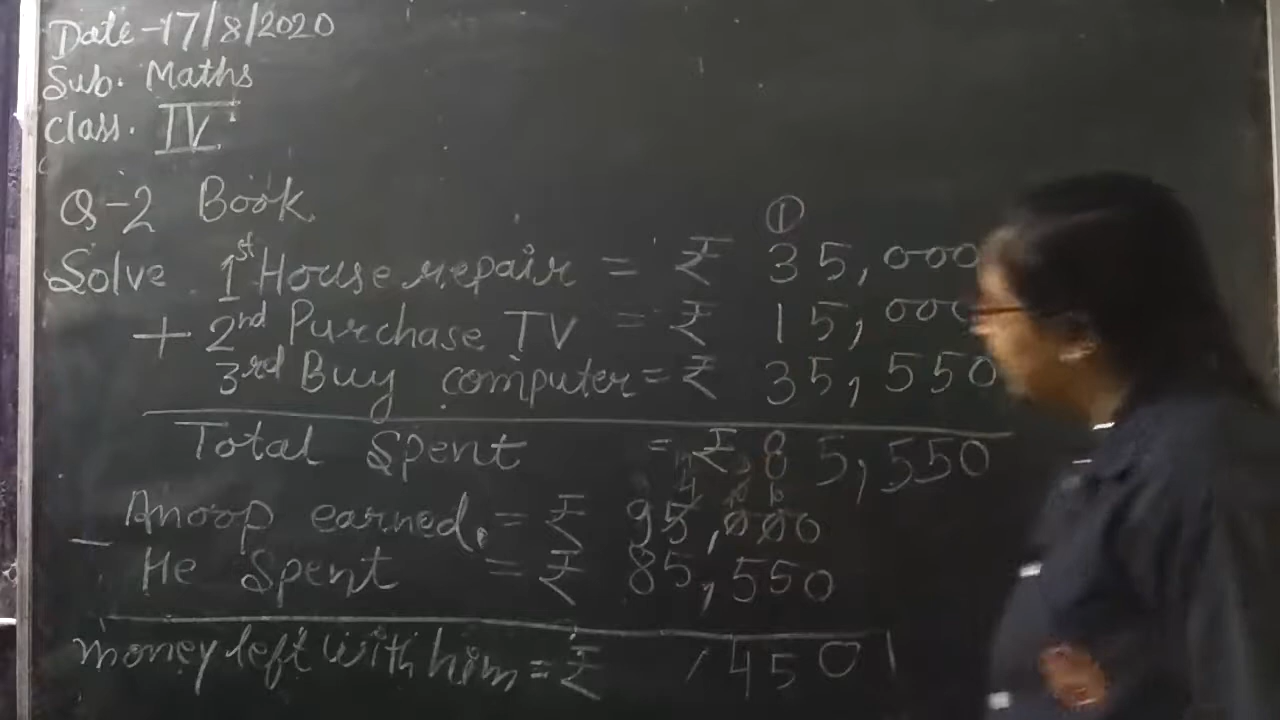 Date-17/8/2020
Sub. Maths
Class. IV
Q-2 Book.
①
Solve 1st House repair = ₹ 35,000
+ 2nd Purchase TV = ₹ 15,000
3rd Buy computer = ₹ 35,550
Total Spent = ₹ 85,550
4 10
Anoop earned. = ₹ 95,000
- He Spent = ₹ 85,550
money left with him = ₹ , 450